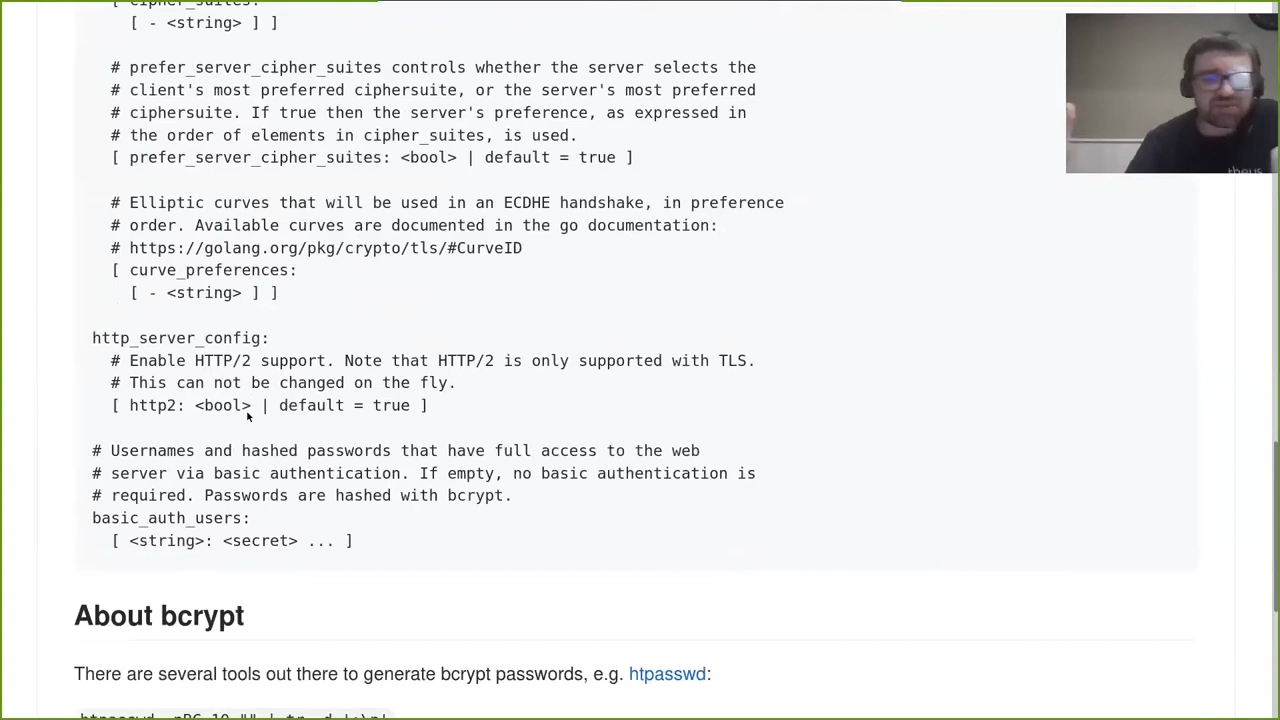 [ cipher_suites:
[ - <string> ] ]
# prefer_server_cipher_suites controls whether the server selects the
# client's most preferred ciphersuite, or the server's most preferred
# ciphersuite. If true then the server's preference, as expressed in
# the order of elements in cipher_suites, is used.
[ prefer_server_cipher_suites: <bool> | default = true ]
# Elliptic curves that will be used in an ECDHE handshake, in preference
# order. Available curves are documented in the go documentation:
# https://golang.org/pkg/crypto/tls/#CurveID
[ curve_preferences:
[ - <string> ] ]
http_server_config:
# Enable HTTP/2 support. Note that HTTP/2 is only supported with TLS.
# This can not be changed on the fly.
[ http2: <bool> | default = true ]
# Usernames and hashed passwords that have full access to the web
# server via basic authentication. If empty, no basic authentication is
# required. Passwords are hashed with bcrypt.
basic_auth_users:
[ <string>: <secret> ... ]
About bcrypt
There are several tools out there to generate bcrypt passwords, e.g. htpasswd:
htpasswd -nBC 10 "" | tr -d ':\n'